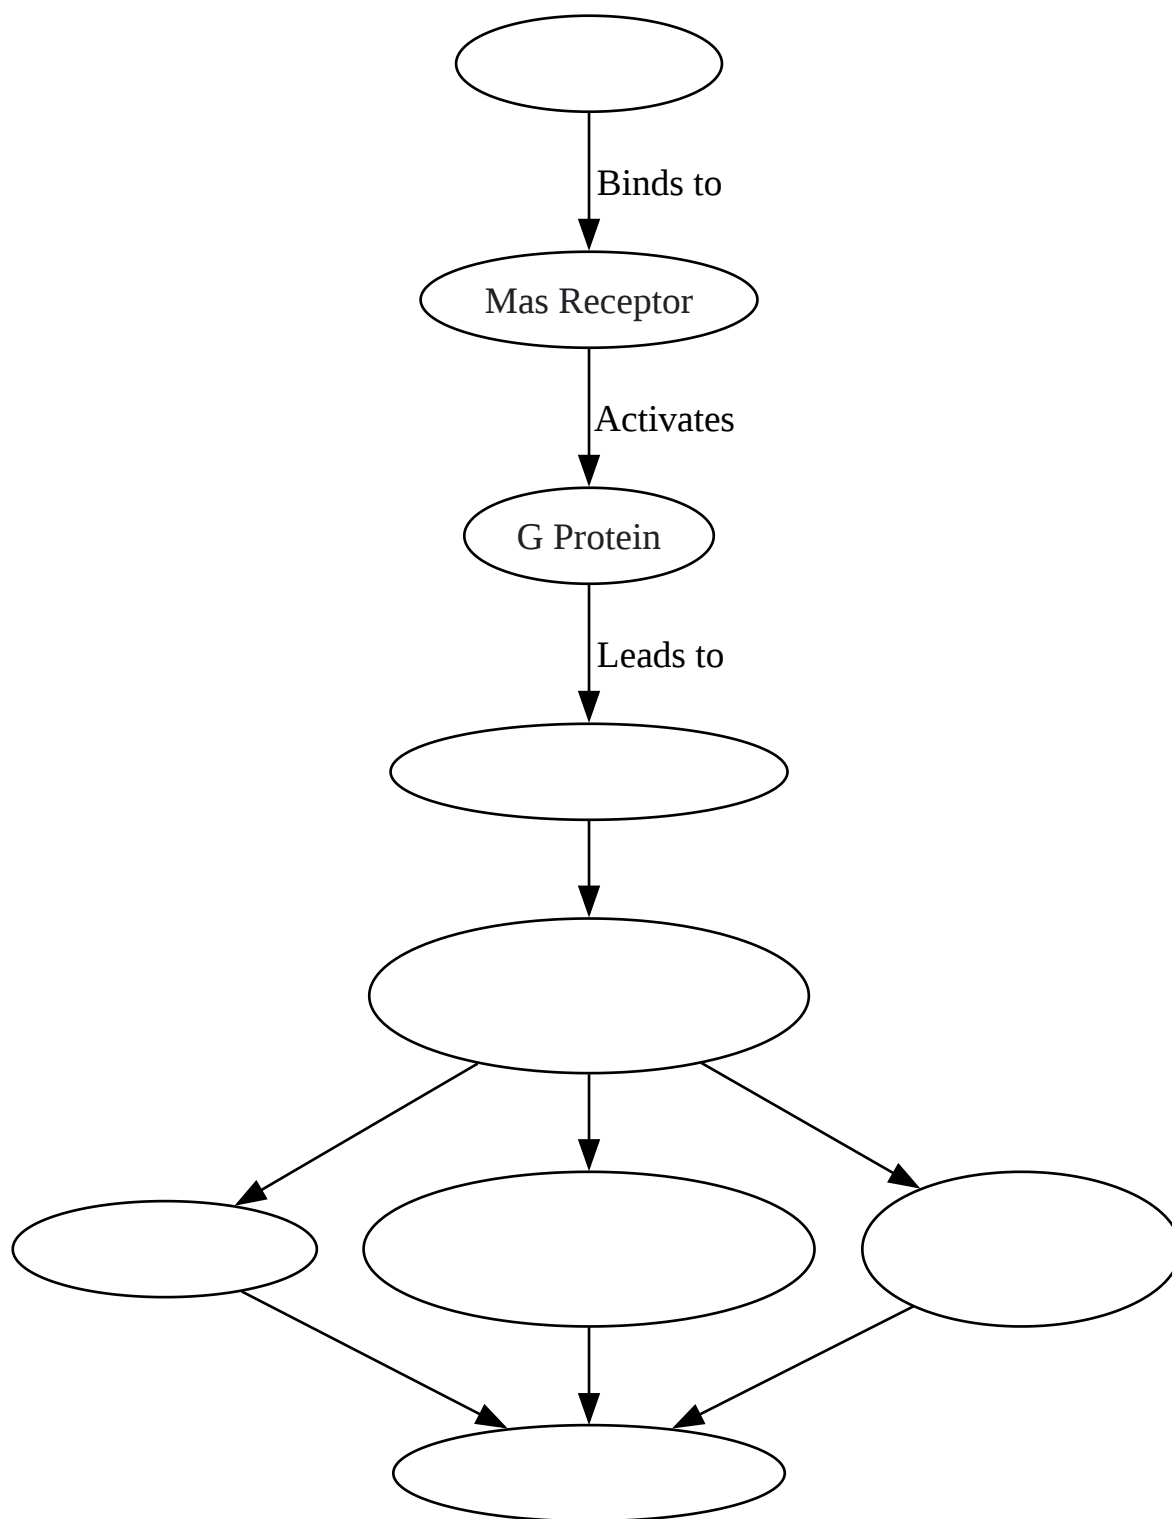 Binds to
Mas Receptor
Activates
G Protein
Leads to